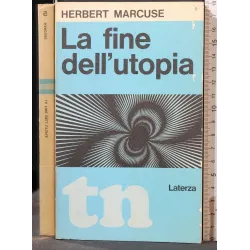 HERBERT MARCUSE
La fine
dell'utopia
Laterza
tn